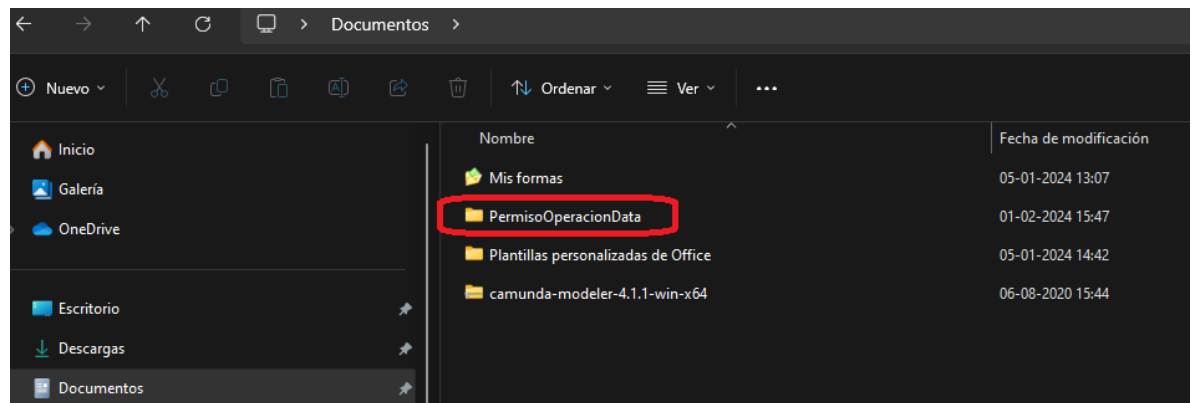 Documentos
Nuevo
Ordenar
Ver
Inicio
Galería
OneDrive
Escritorio
Descargas
Documentos
Nombre Fecha de modificación
Mis formas 05-01-2024 13:07
PermisoOperacionData 01-02-2024 15:47
Plantillas personalizadas de Office 05-01-2024 14:42
camunda-modeler-4.1.1-win-x64 06-08-2020 15:44